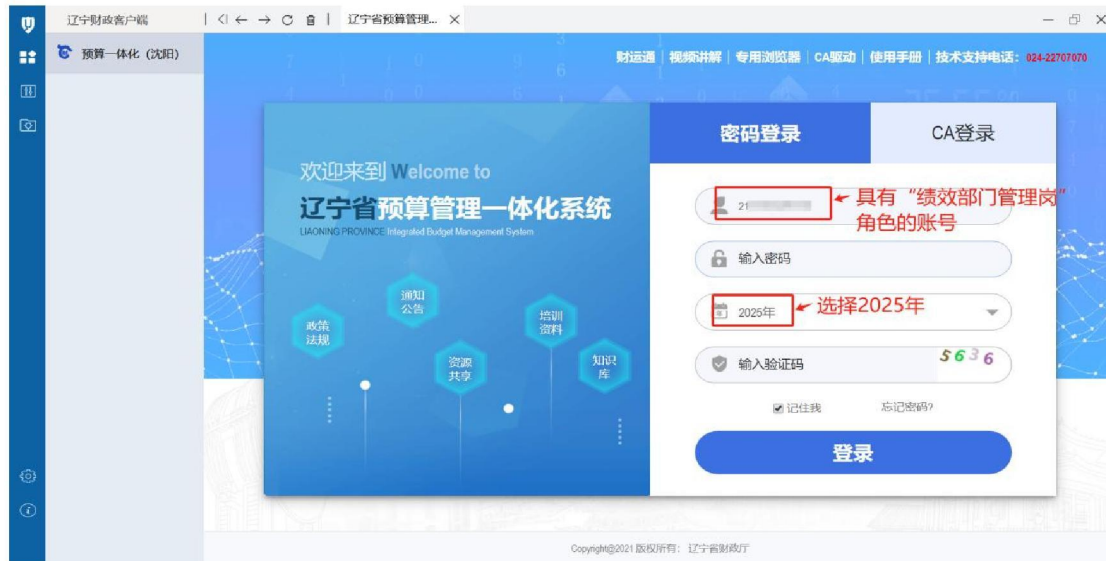 辽宁财政客户端
辽宁省预算管理...
预算一体化（沈阳）
财运通｜视频讲解｜专用浏览器｜CA驱动｜使用手册｜技术支持电话：024-22707070
欢迎来到 Welcome to
辽宁省预算管理一体化系统
LIAONING PROVINCE Integrated Budget Management System
通知
公告
政策
法规
培训
资料
资源
共享
知识
库
密码登录
CA登录
21
具有“绩效部门管理岗”
角色的账号
输入密码
2025年
选择2025年
输入验证码
5636
记住我
忘记密码?
登录
Copyright@2021 版权所有： 辽宁省财政厅